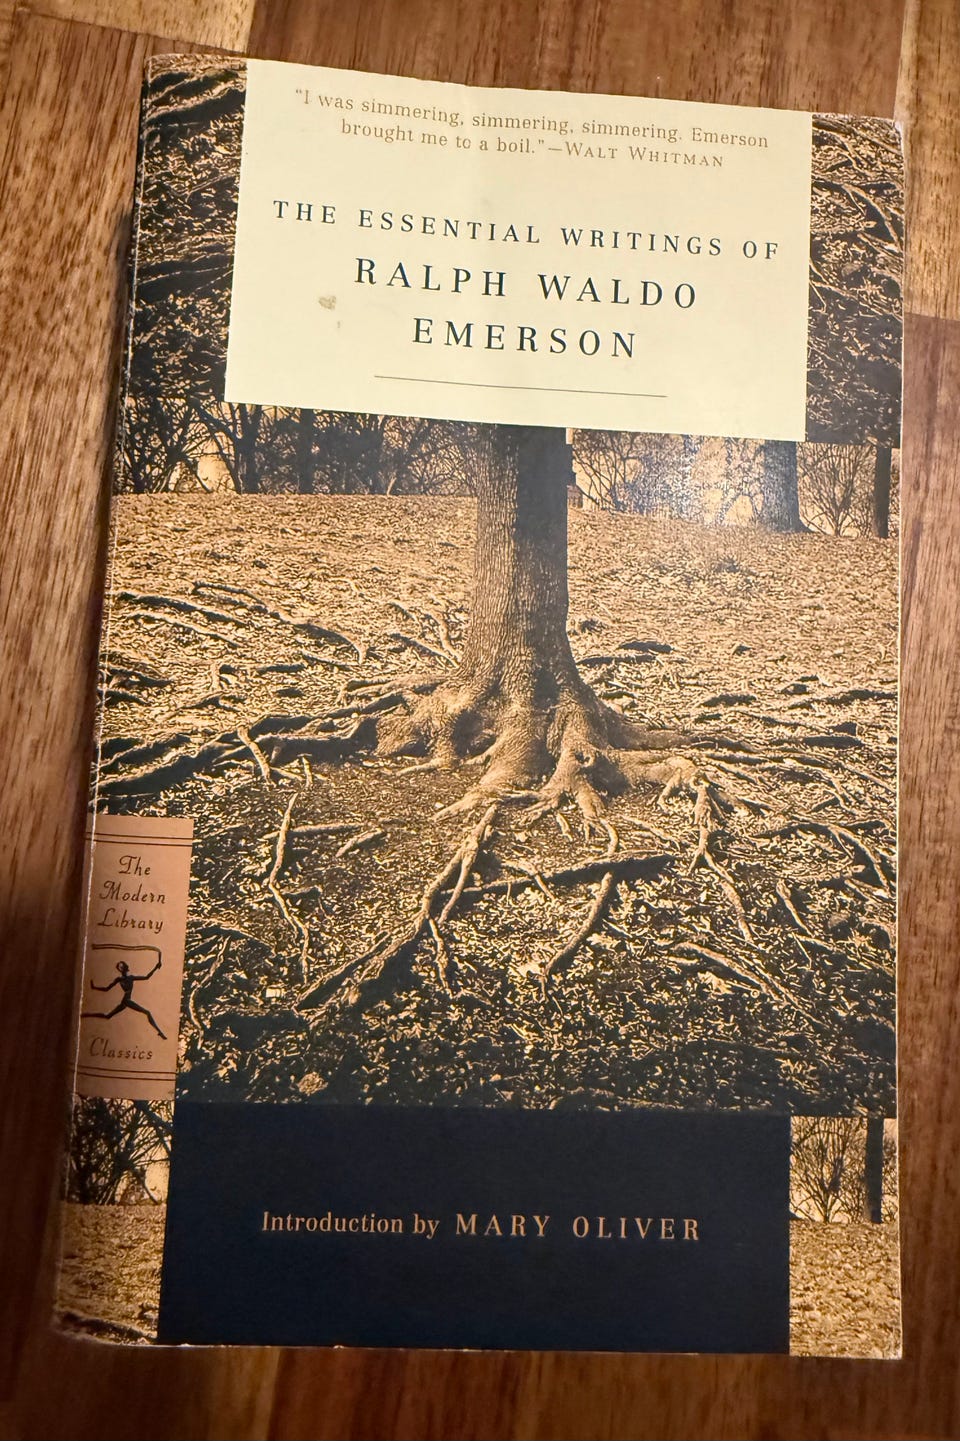 "I was simmering, simmering, simmering. Emerson
brought me to a boil."—WALT WHITMAN
THE ESSENTIAL WRITINGS OF
RALPH WALDO
EMERSON
The
Modern
Library
Classics
Introduction by MARY OLIVER